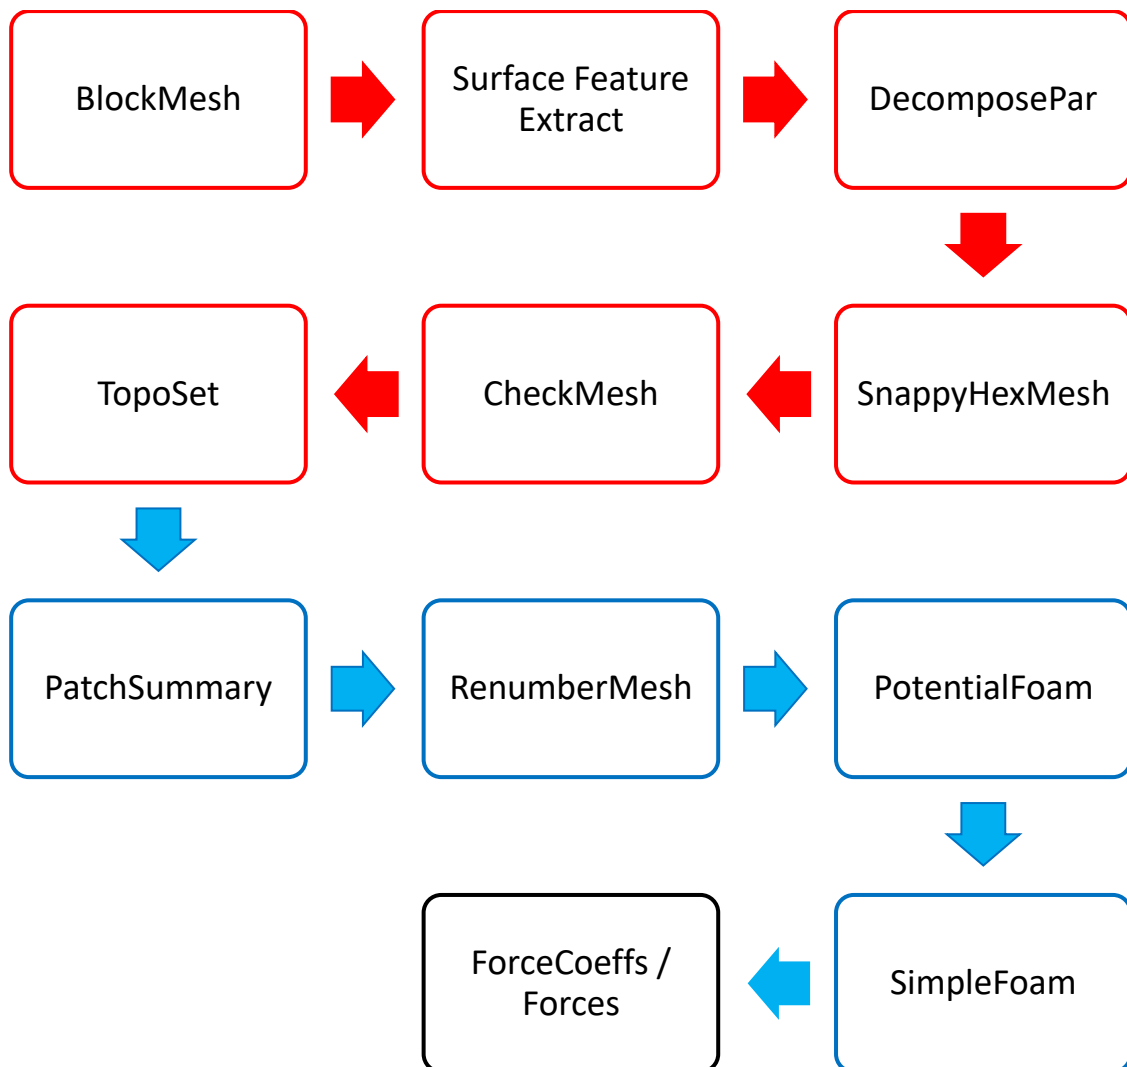 BlockMesh
Surface Feature
Extract
DecomposePar
SnappyHexMesh
CheckMesh
TopoSet
PatchSummary
RenumberMesh
PotentialFoam
SimpleFoam
ForceCoeffs /
Forces